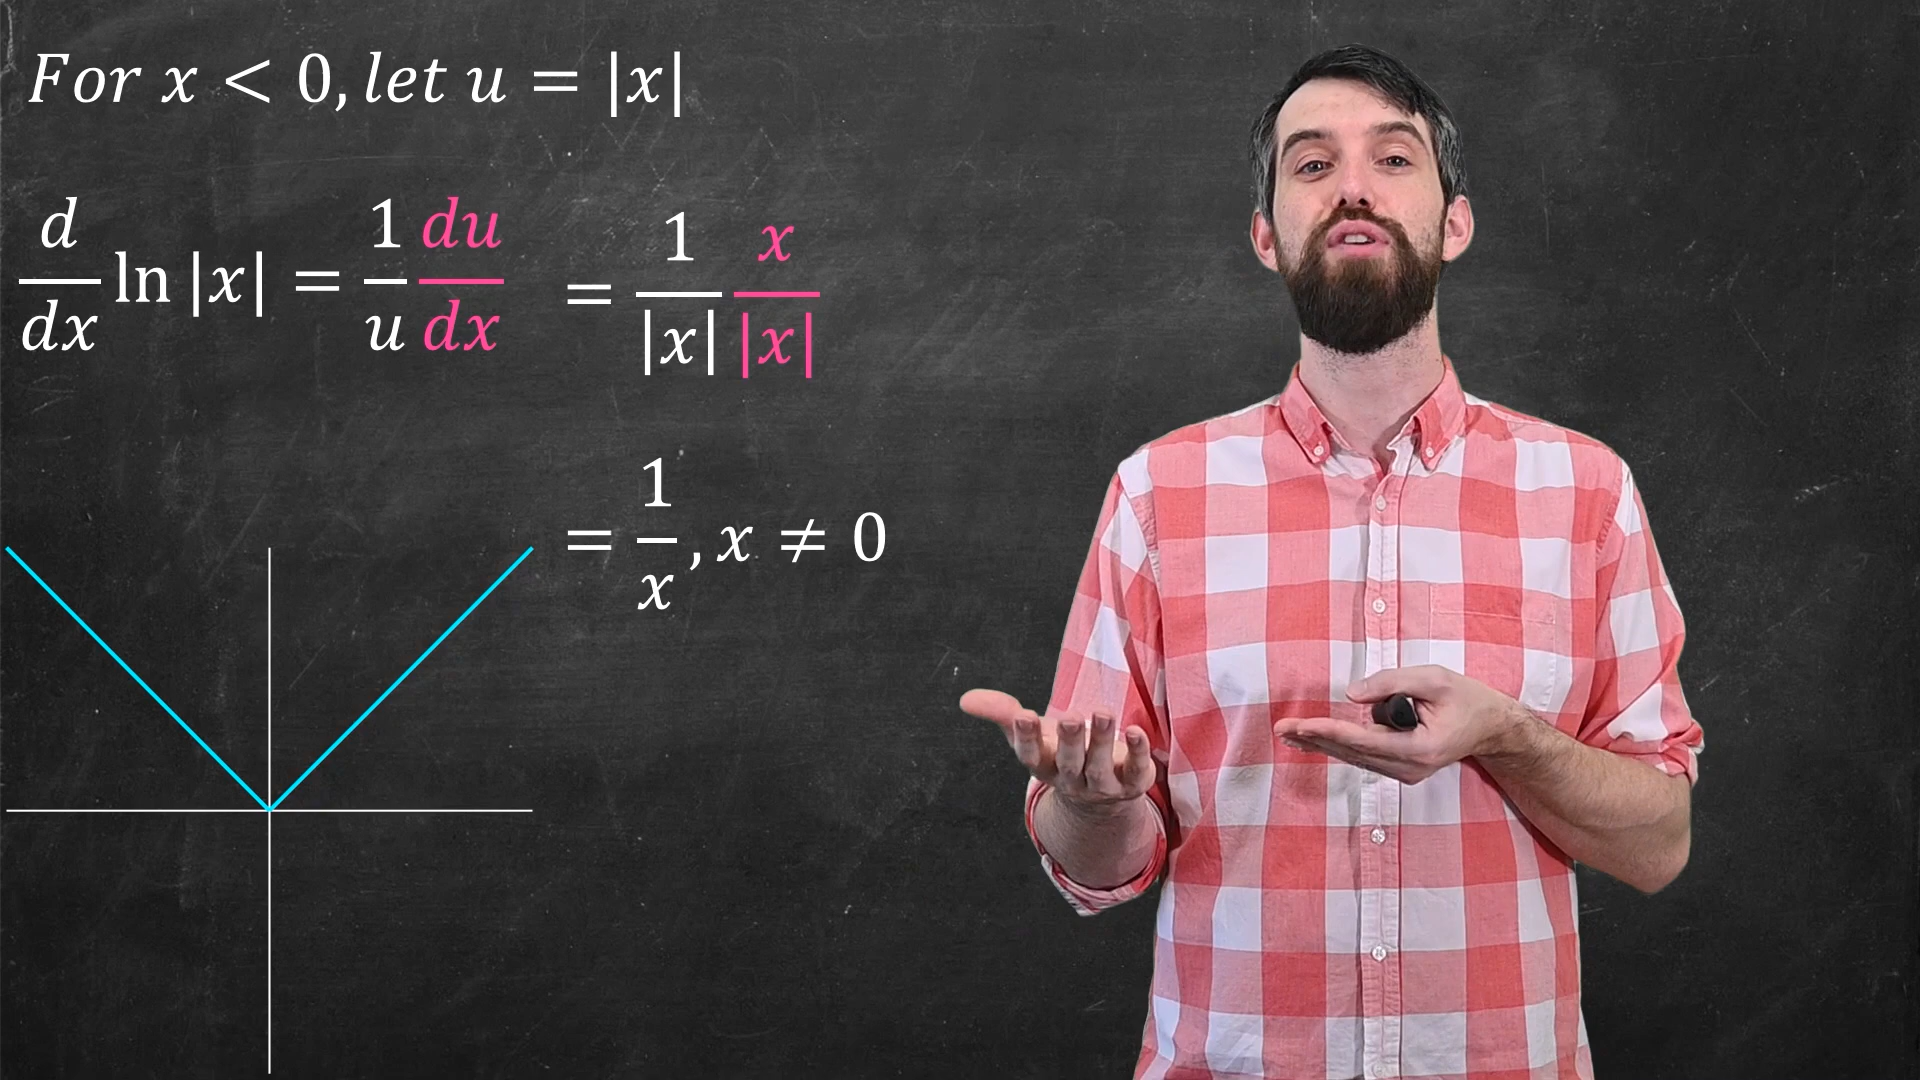 For x < 0, let u = |x|
d/dx ln |x| = 1/u du/dx = 1/|x| x/|x|
= 1/x , x ≠ 0